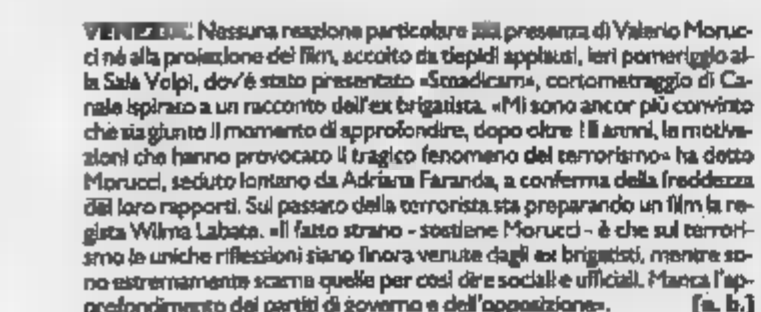 VENEZIA. Nessuna reazione particolare alla presenza di Valerio Moruc-
ci né alla proiezione del film, accolto da tiepidi applausi, ieri pomeriggio al-
la Sala Volpi, dov'è stato presentato «Smadicam», cortometraggio di Ca-
nale ispirato a un racconto dell'ex brigatista. «Mi sono ancor più convinto
che sia giunto il momento di approfondire, dopo oltre anni, le motiva-
zioni che hanno provocato il tragico fenomeno del terrorismo» ha detto
Morucci, seduto lontano da Adriana Faranda, a conferma della freddezza
dei loro rapporti. Sul passato della terrorista sta preparando un film la re-
gista Wilma Labate. «Il fatto strano - sostiene Morucci - è che sul terrori-
smo le uniche riflessioni siano finora venute dagli ex brigatisti, mentre so-
no estremamente scarne quelle per così dire sociali e ufficiali. Manca l'ap-
profondimento dei partiti di governo e dell'opposizione». [a. b.]